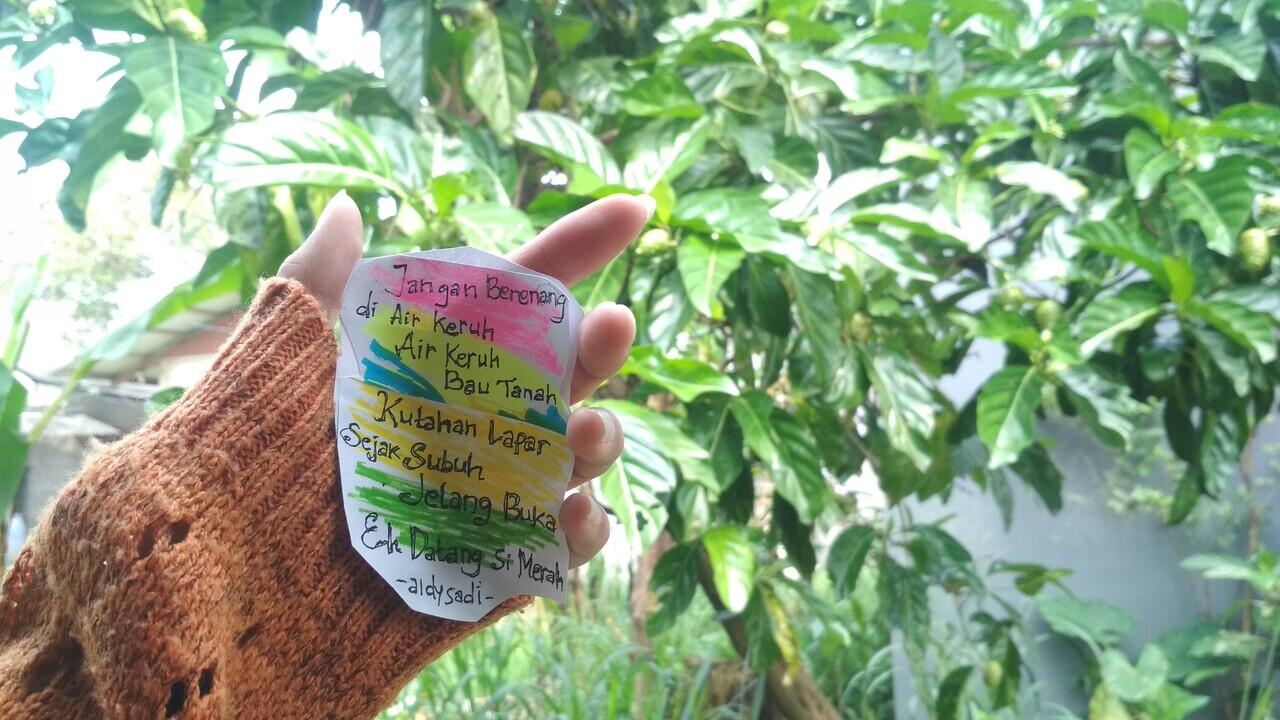 Jangan Berenang
di Air Keruh
Air Keruh
Bau Tanah
Kutahan Lapar
Sejak Subuh
Jelang Buka
Eeh Datang si Merah
-aldysadi-